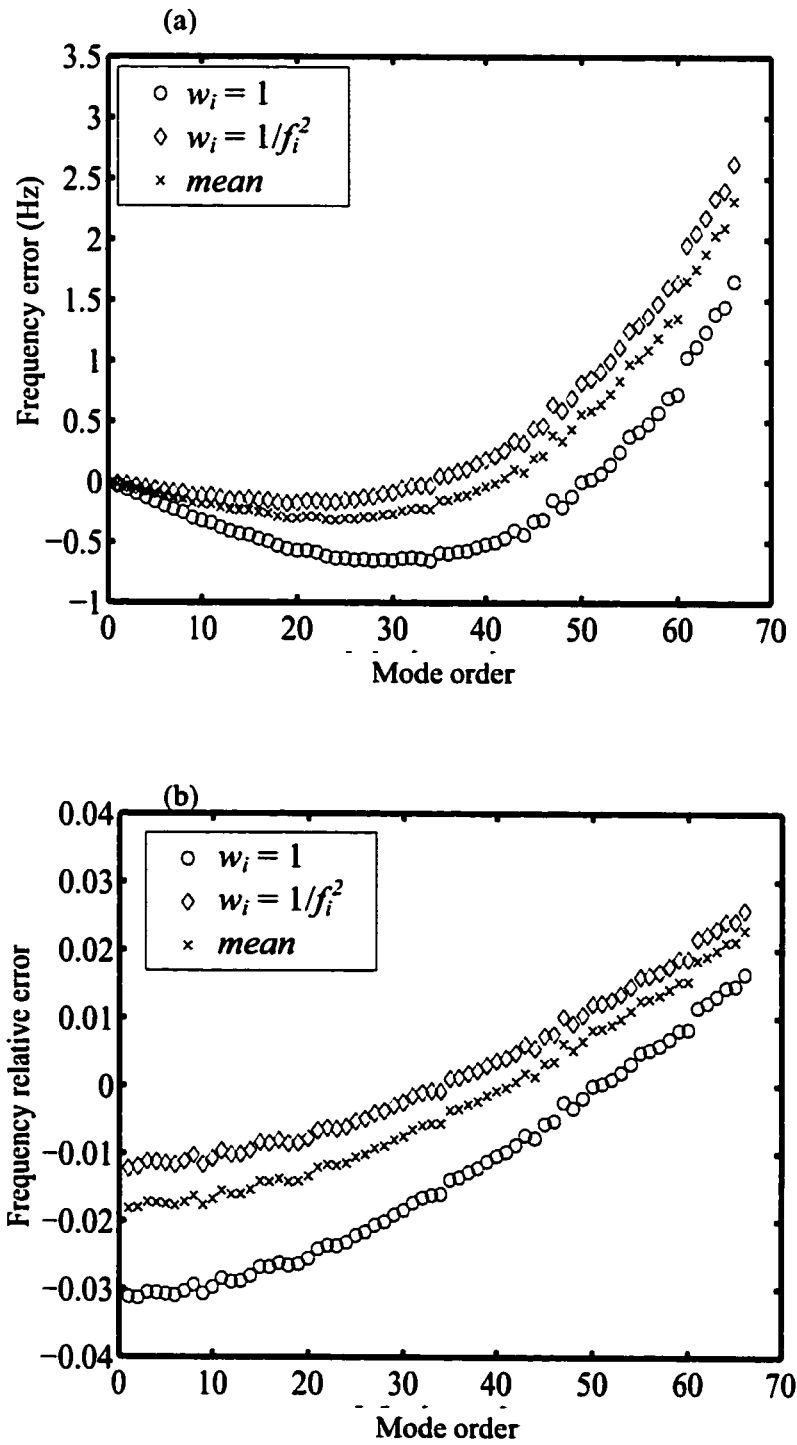 (a)
3.5
3
2.5
2
1.5
1
0.5
0
−0.5
−1
Frequency error (Hz)
○ w_i = 1
◇ w_i = 1/f_i^2
× mean
0 10 20 30 40 50 60 70
Mode order
(b)
0.04
0.03
0.02
0.01
0
−0.01
−0.02
−0.03
−0.04
Frequency relative error
○ w_i = 1
◇ w_i = 1/f_i^2
× mean
0 10 20 30 40 50 60 70
Mode order